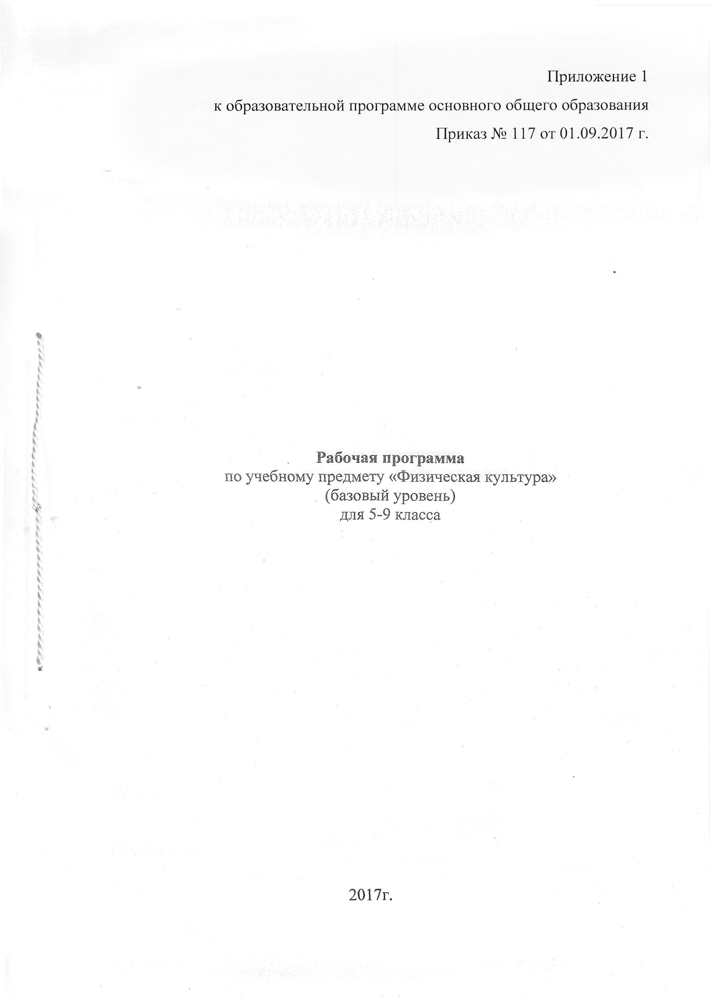 Приложение 1
к образовательной программе основного общего образования
Приказ № 117 от 01.09.2017 г.
Рабочая программа
по учебному предмету «Физическая культура»
(базовый уровень)
для 5-9 класса
2017г.